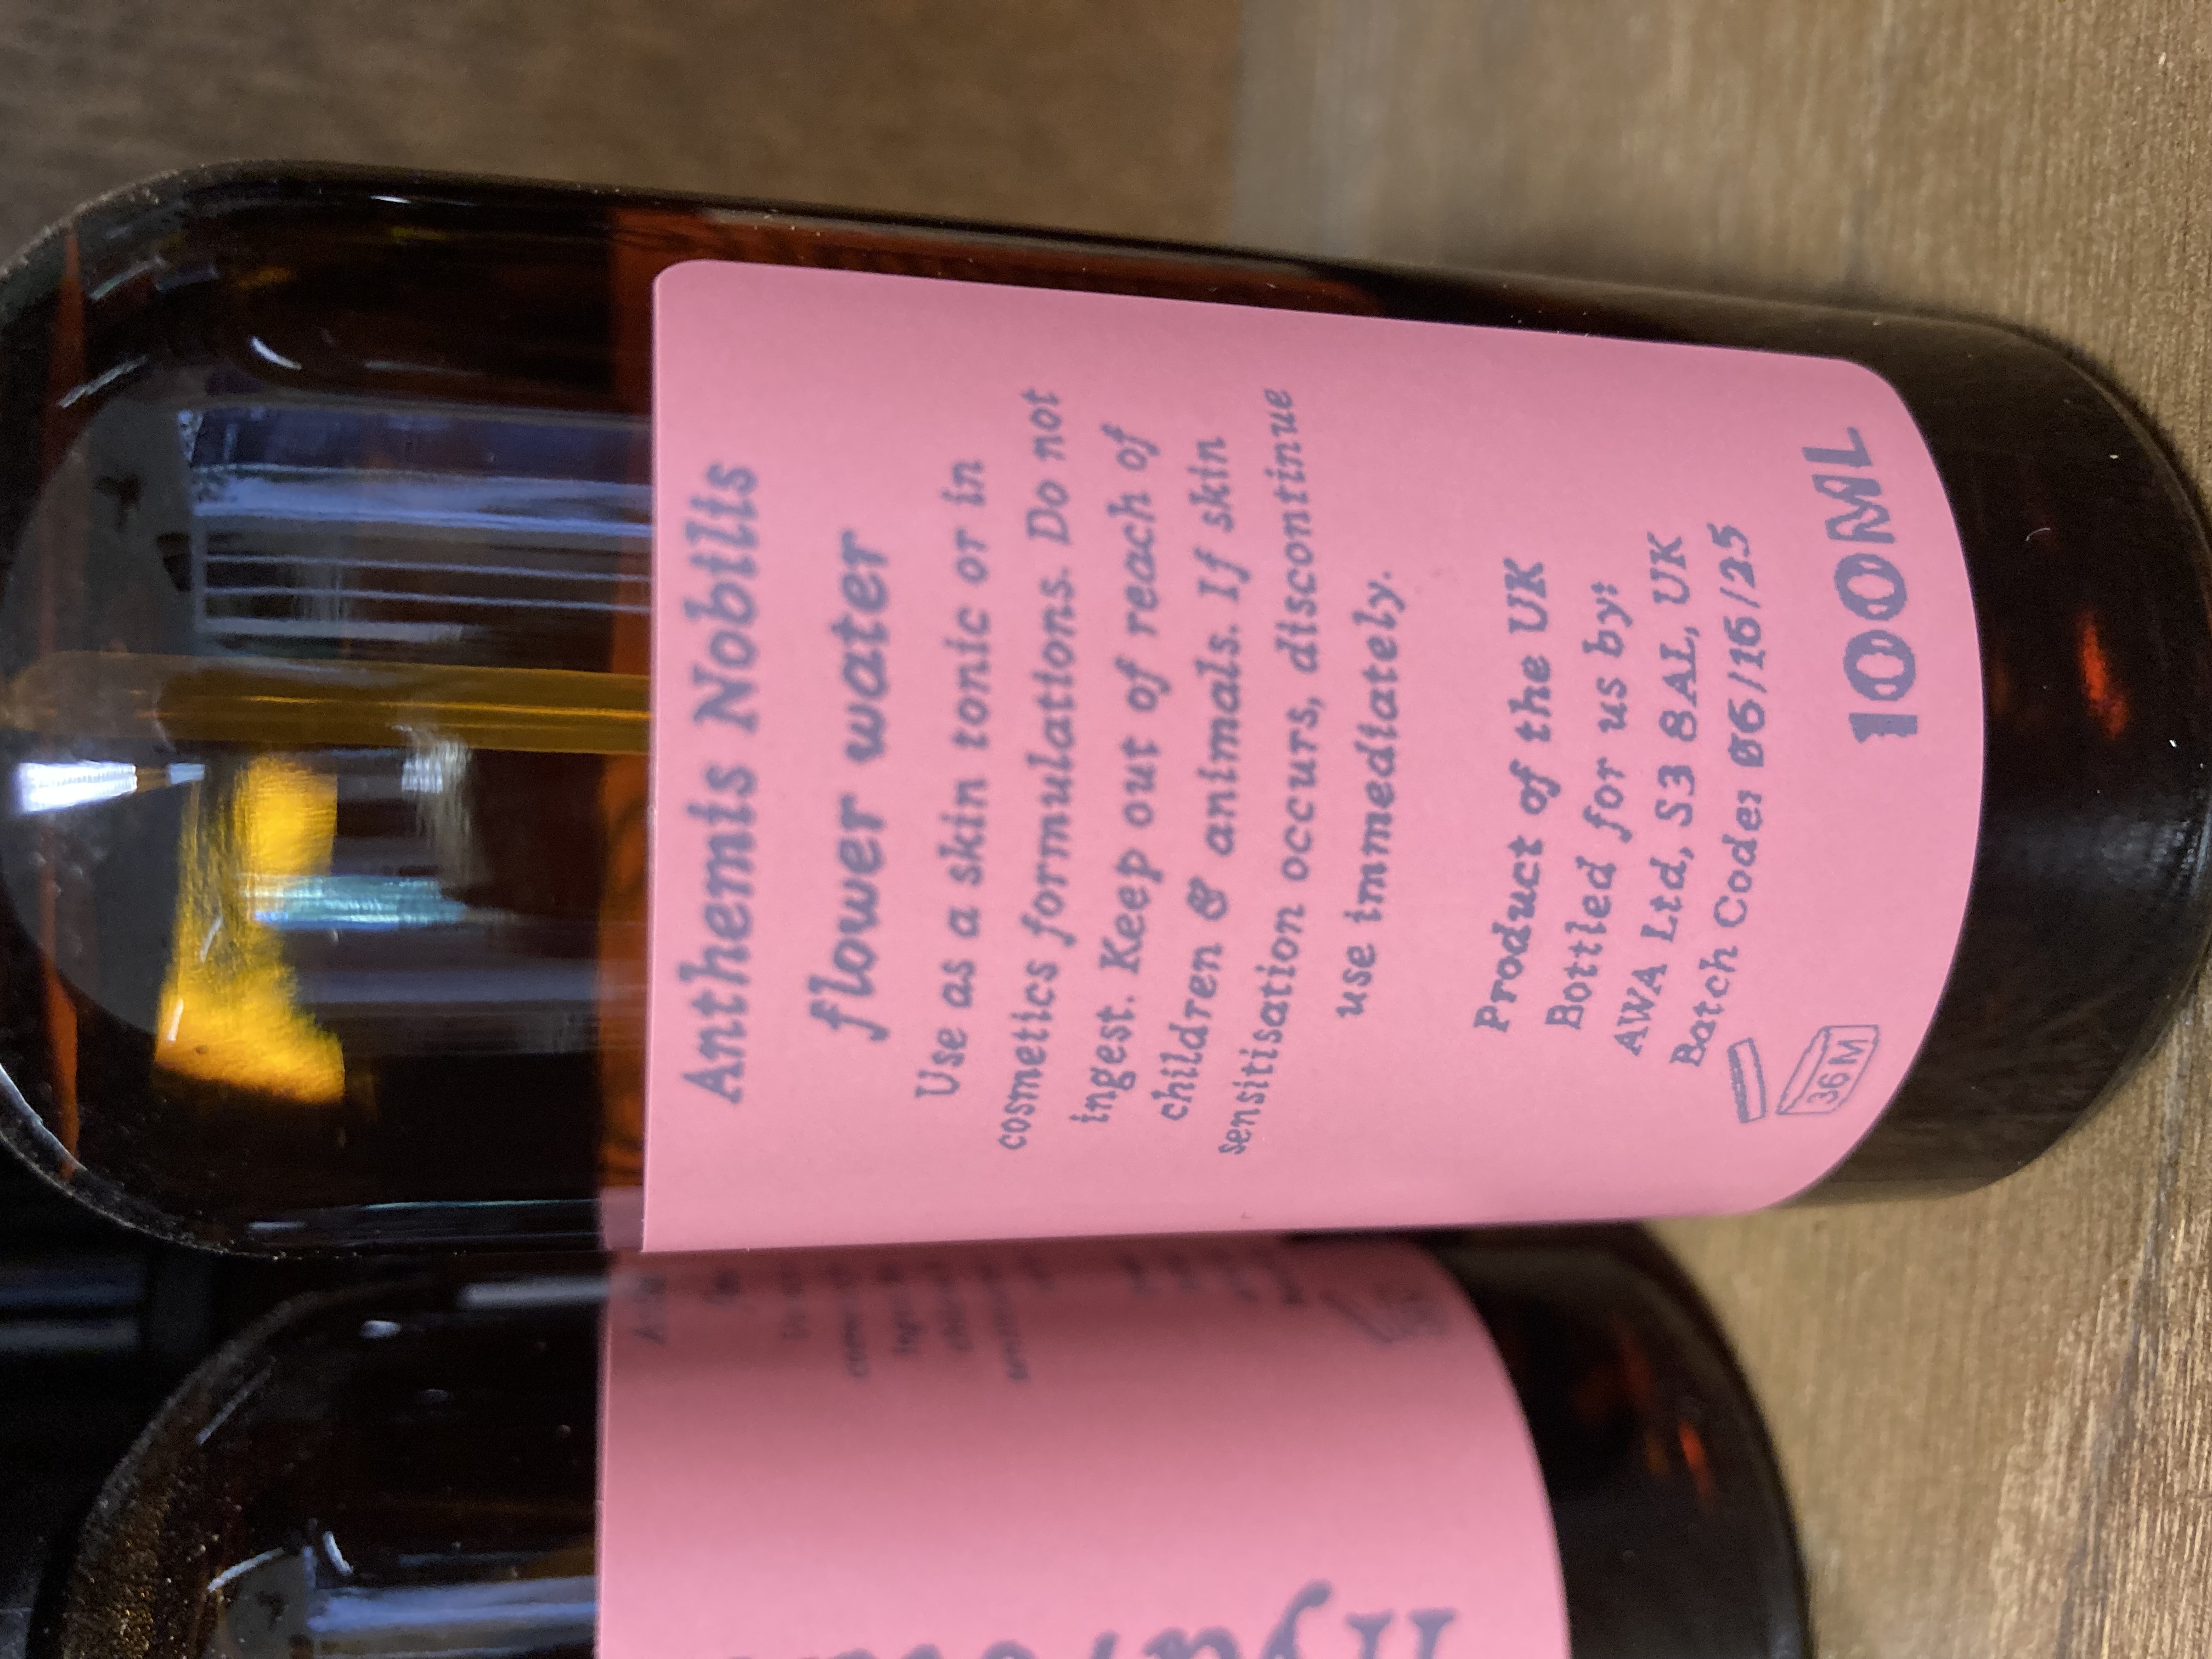 Anthemis Nobilis
flower water
Use as a skin tonic or in
cosmetics formulations. Do not
ingest. Keep out of reach of
children & animals. If skin
sensitisation occurs, discontinue
use immediately.
Product of the UK
Bottled for us by:
AWA Ltd, S3 8AL, UK
Batch Code: 06/16/25
36 M
100ML